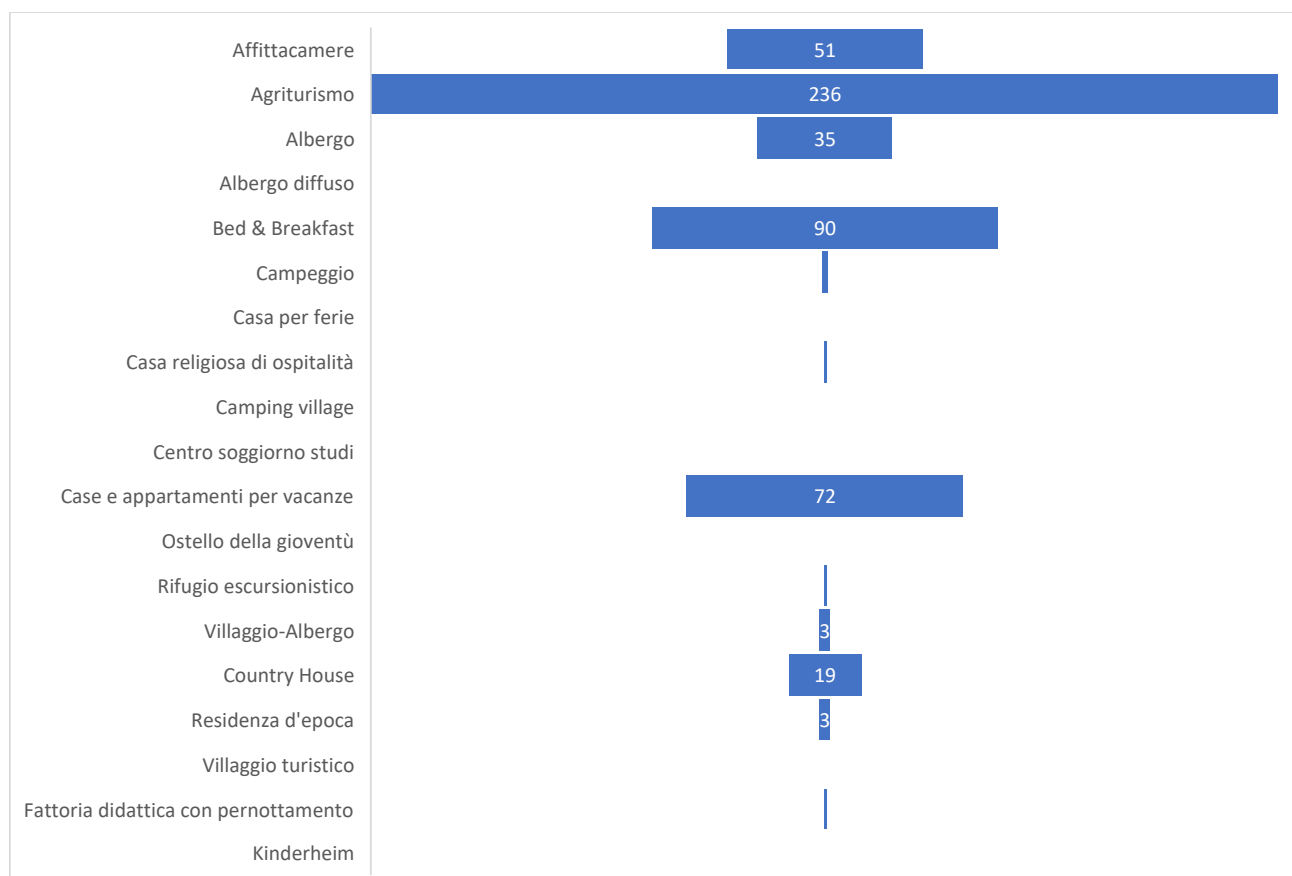 Affittacamere 51
Agriturismo 236
Albergo 35
Albergo diffuso
Bed & Breakfast 90
Campeggio
Casa per ferie
Casa religiosa di ospitalità
Camping village
Centro soggiorno studi
Case e appartamenti per vacanze 72
Ostello della gioventù
Rifugio escursionistico
Villaggio-Albergo 3
Country House 19
Residenza d'epoca 3
Villaggio turistico
Fattoria didattica con pernottamento
Kinderheim